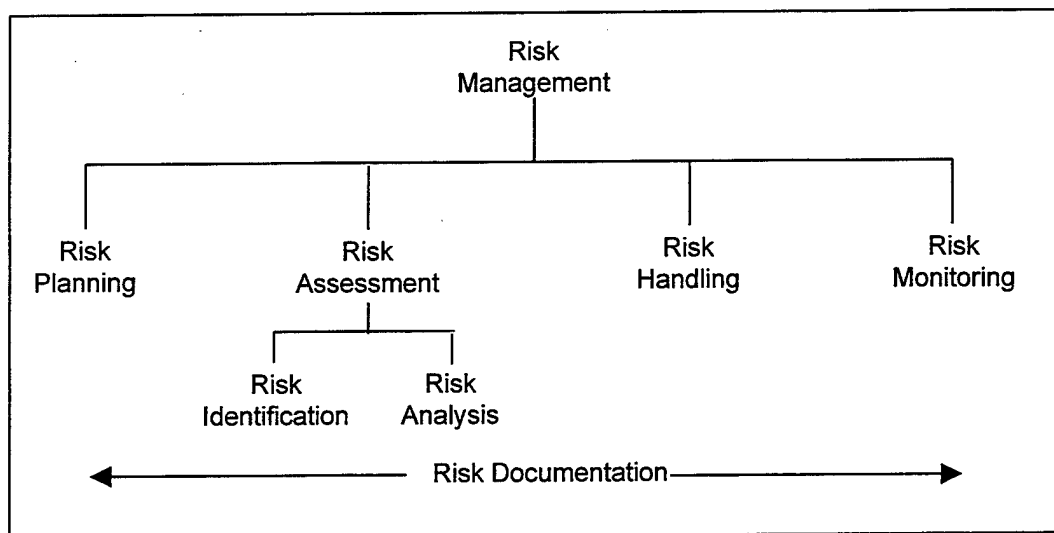 Risk
Management
Risk
Planning
Risk
Assessment
Risk
Handling
Risk
Monitoring
Risk
Identification
Risk
Analysis
Risk Documentation